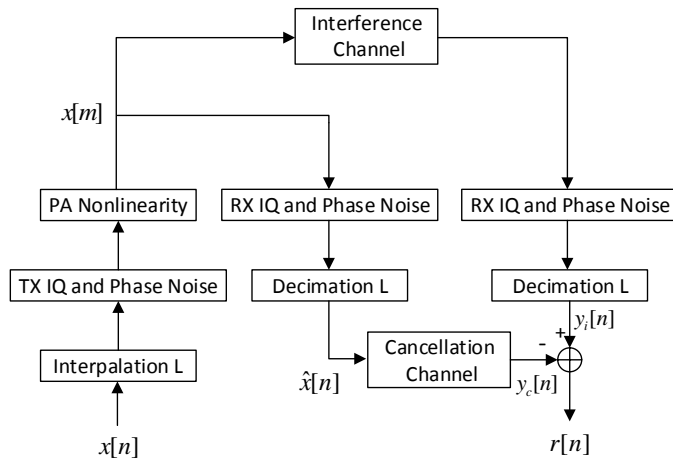 Interference
Channel
x[m]
PA Nonlinearity
RX IQ and Phase Noise
RX IQ and Phase Noise
TX IQ and Phase Noise
Decimation L
Decimation L
y_i[n]
+
-
Interpalation L
x̂[n]
Cancellation
Channel
y_c[n]
x[n]
r[n]